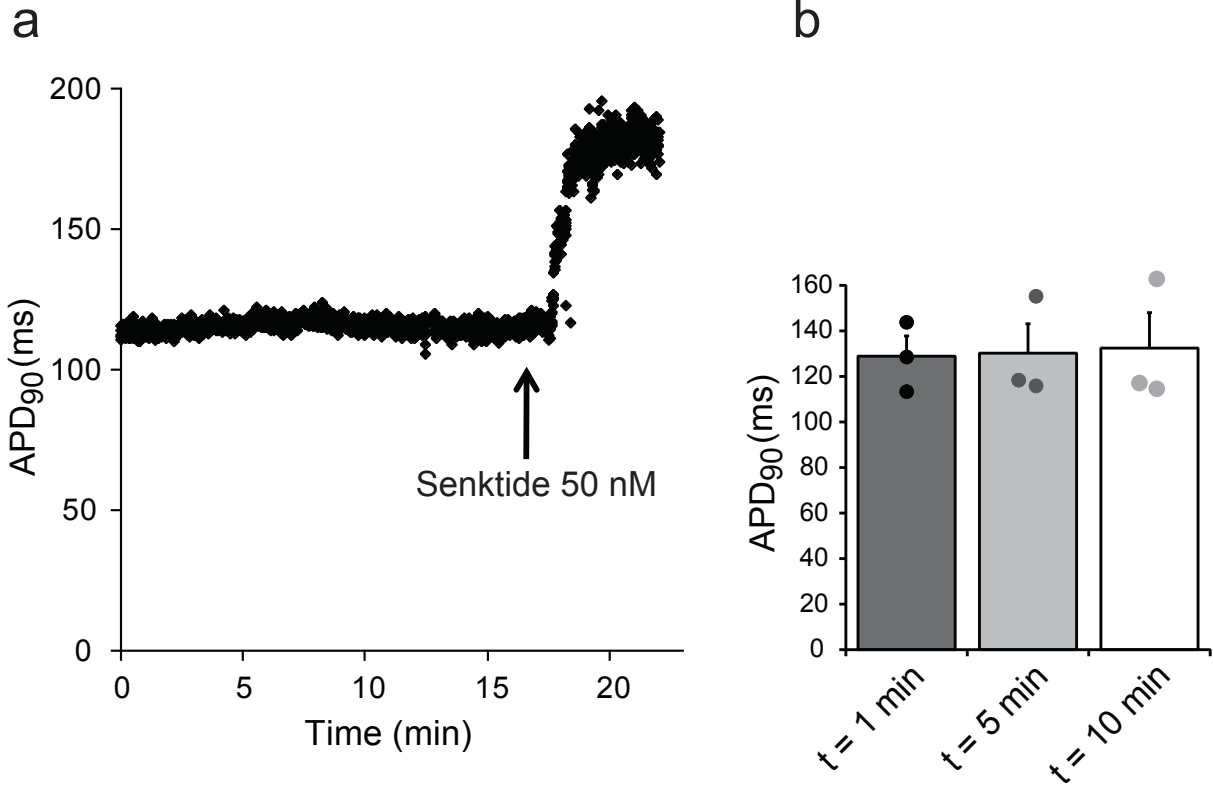 a
200
150
100
50
0
APD90(ms)
Senktide 50 nM
0 5 10 15 20
Time (min)
b
160
140
120
100
80
60
40
20
0
APD90(ms)
t = 1 min
t = 5 min
t = 10 min